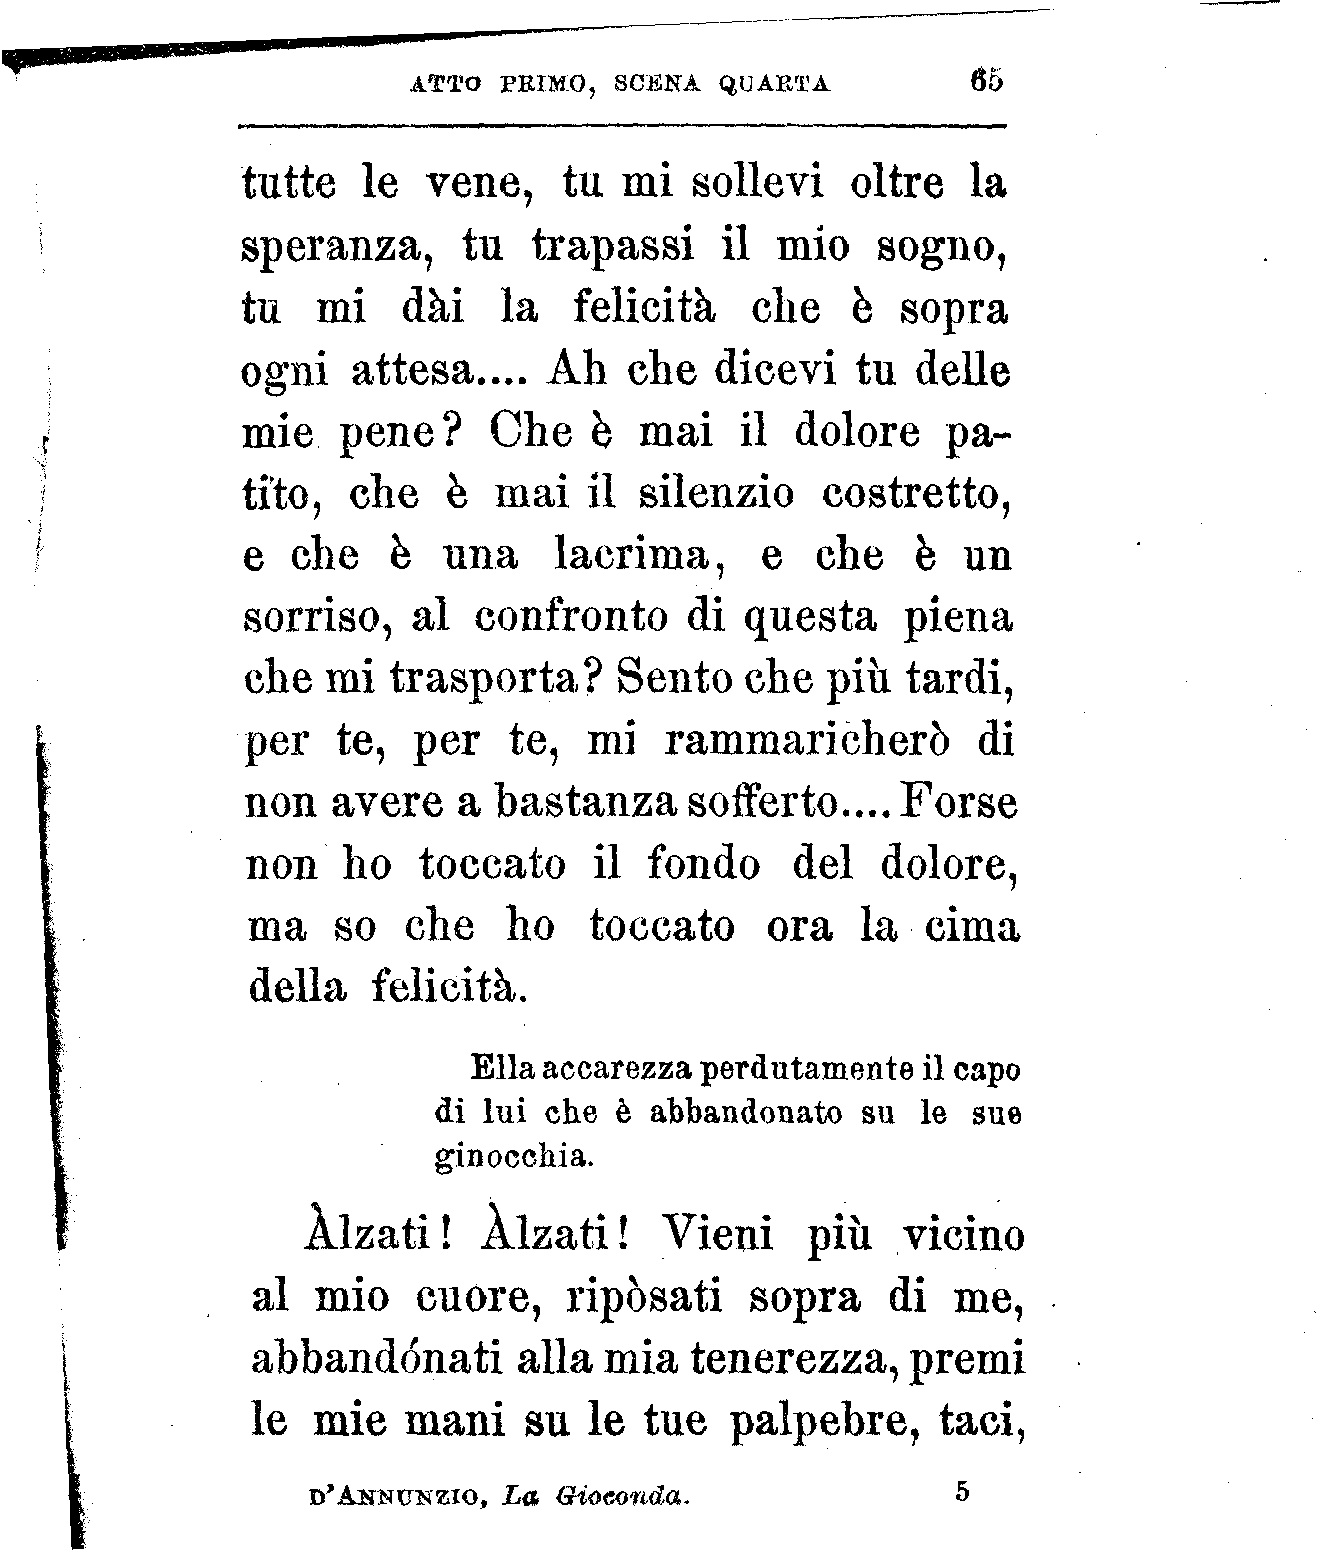 ATTO PRIMO, SCENA QUARTA 65
tutte le vene, tu mi sollevi oltre la
speranza, tu trapassi il mio sogno,
tu mi dài la felicità che è sopra
ogni attesa.... Ah che dicevi tu delle
mie pene? Che è mai il dolore pa-
tito, che è mai il silenzio costretto,
e che è una lacrima, e che è un
sorriso, al confronto di questa piena
che mi trasporta? Sento che più tardi,
per te, per te, mi rammaricherò di
non avere a bastanza sofferto.... Forse
non ho toccato il fondo del dolore,
ma so che ho toccato ora la cima
della felicità.
Ella accarezza perdutamente il capo
di lui che è abbandonato su le sue
ginocchia.
Àlzati! Àlzati! Vieni più vicino
al mio cuore, ripòsati sopra di me,
abbandónati alla mia tenerezza, premi
le mie mani su le tue palpebre, taci,
D'ANNUNZIO, La Gioconda. 5